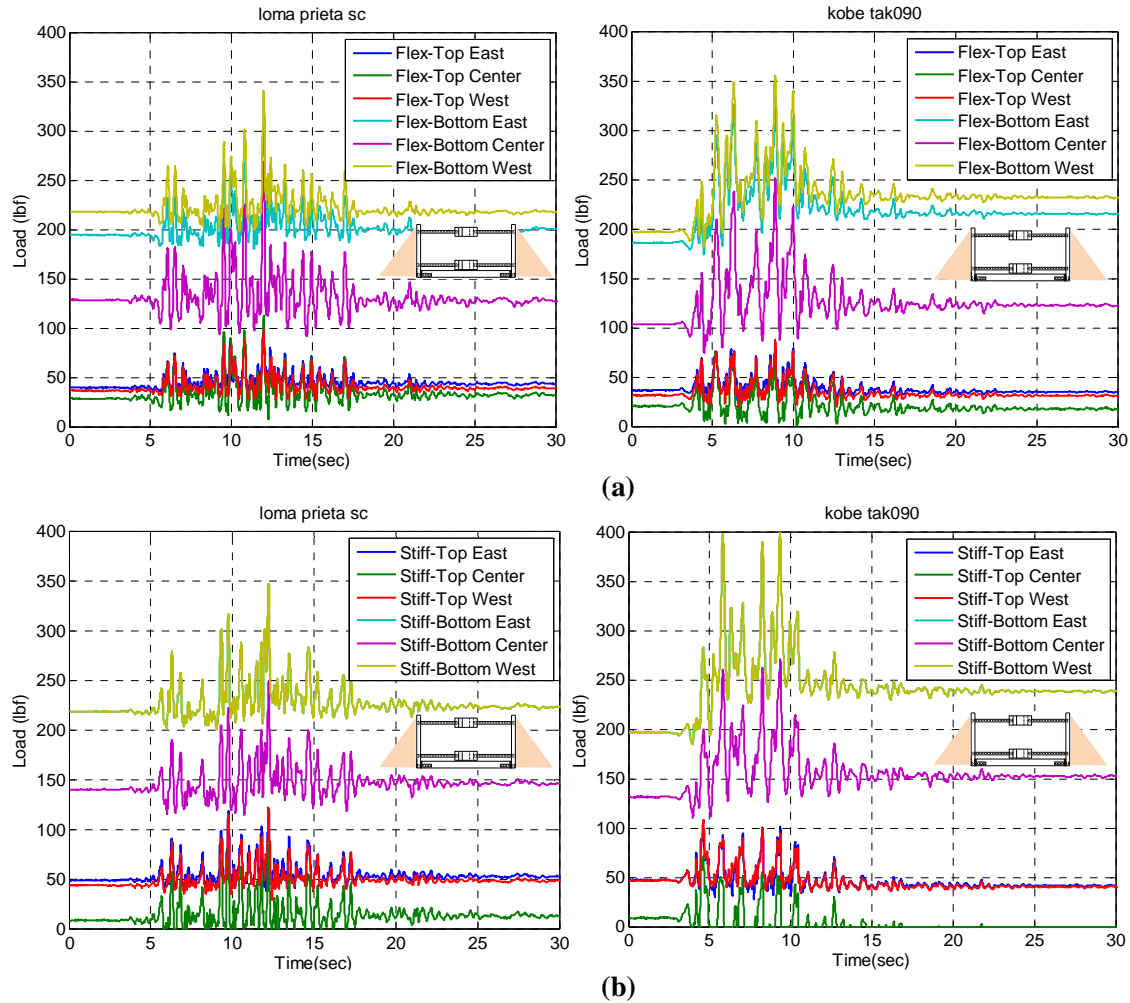 loma prieta sc
400
350
300
250
200
150
100
50
0
Load (lbf)
Flex-Top East
Flex-Top Center
Flex-Top West
Flex-Bottom East
Flex-Bottom Center
Flex-Bottom West
0 5 10 15 20 25 30
Time(sec)
kobe tak090
400
350
300
250
200
150
100
50
0
Load (lbf)
Flex-Top East
Flex-Top Center
Flex-Top West
Flex-Bottom East
Flex-Bottom Center
Flex-Bottom West
0 5 10 15 20 25 30
Time(sec)
(a)
loma prieta sc
400
350
300
250
200
150
100
50
0
Load (lbf)
Stiff-Top East
Stiff-Top Center
Stiff-Top West
Stiff-Bottom East
Stiff-Bottom Center
Stiff-Bottom West
0 5 10 15 20 25 30
Time(sec)
kobe tak090
400
350
300
250
200
150
100
50
0
Load (lbf)
Stiff-Top East
Stiff-Top Center
Stiff-Top West
Stiff-Bottom East
Stiff-Bottom Center
Stiff-Bottom West
0 5 10 15 20 25 30
Time(sec)
(b)